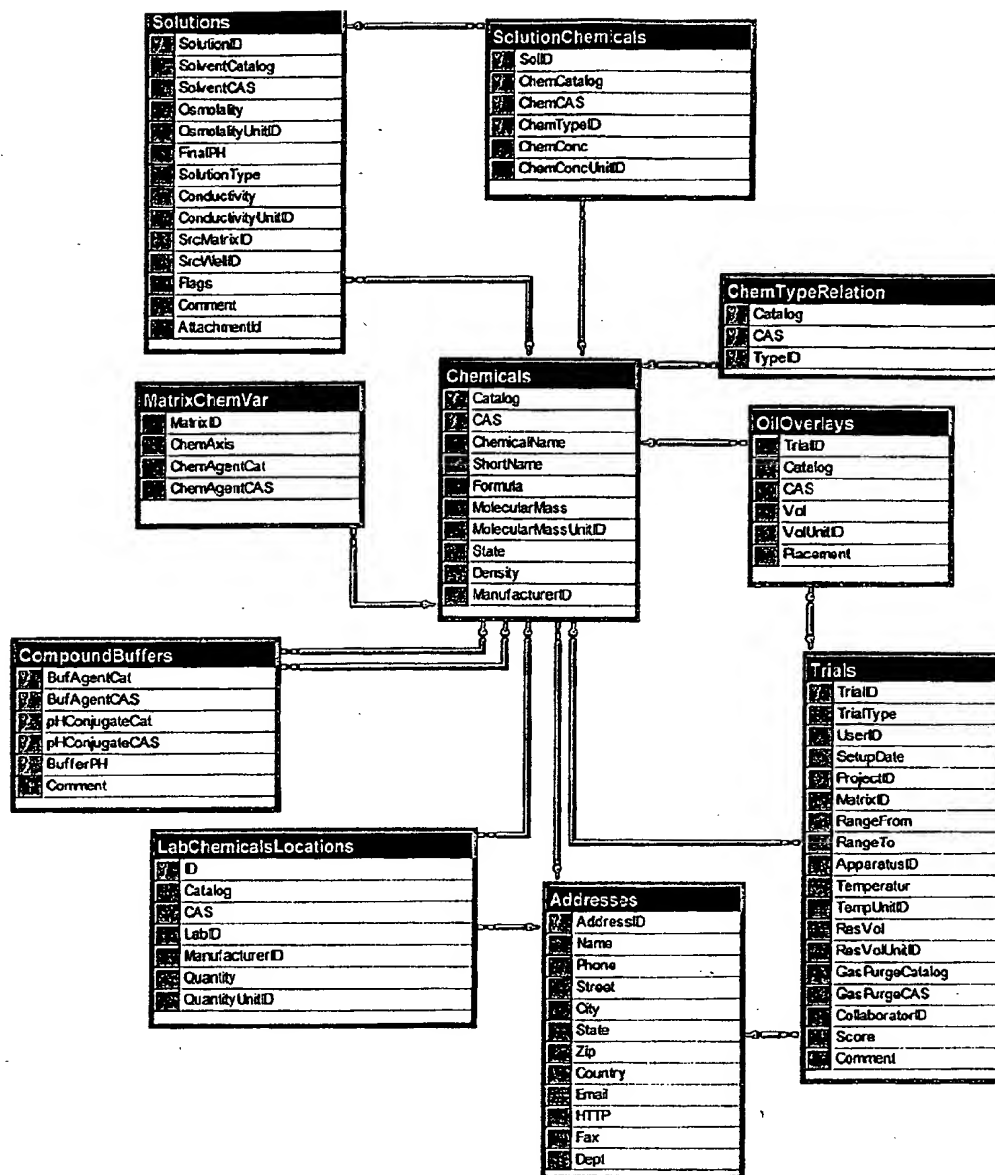 Solutions
SolutionID
SolventCatalog
SolventCAS
Osmolality
OsmolalityUnitID
FinalPH
SolutionType
Conductivity
ConductivityUnitID
SrcMatrixID
SrcWellID
Flags
Comment
AttachmentId
SolutionChemicals
SolID
ChemCatalog
ChemCAS
ChemTypeID
ChemConc
ChemConcUnitID
ChemTypeRelation
Catalog
CAS
TypeID
MatrixChemVar
MatrixID
ChemAxis
ChemAgentCat
ChemAgentCAS
Chemicals
Catalog
CAS
ChemicalName
ShortName
Formula
MolecularMass
MolecularMassUnitID
State
Density
ManufacturerID
OilOverlays
TrialID
Catalog
CAS
Vol
VolUnitID
Placement
CompoundBuffers
BufAgentCat
BufAgentCAS
pHConjugateCat
pHConjugateCAS
BufferPH
Comment
Trials
TrialID
TrialType
UserID
SetupDate
ProjectID
MatrixID
RangeFrom
RangeTo
ApparatusID
Temperatur
TempUnitID
ResVol
ResVolUnitID
GasPurgeCatalog
GasPurgeCAS
CollaboratorID
Score
Comment
LabChemicalsLocations
ID
Catalog
CAS
LabID
ManufacturerID
Quantity
QuantityUnitID
Addresses
AddressID
Name
Phone
Street
City
State
Zip
Country
Email
HTTP
Fax
Dept